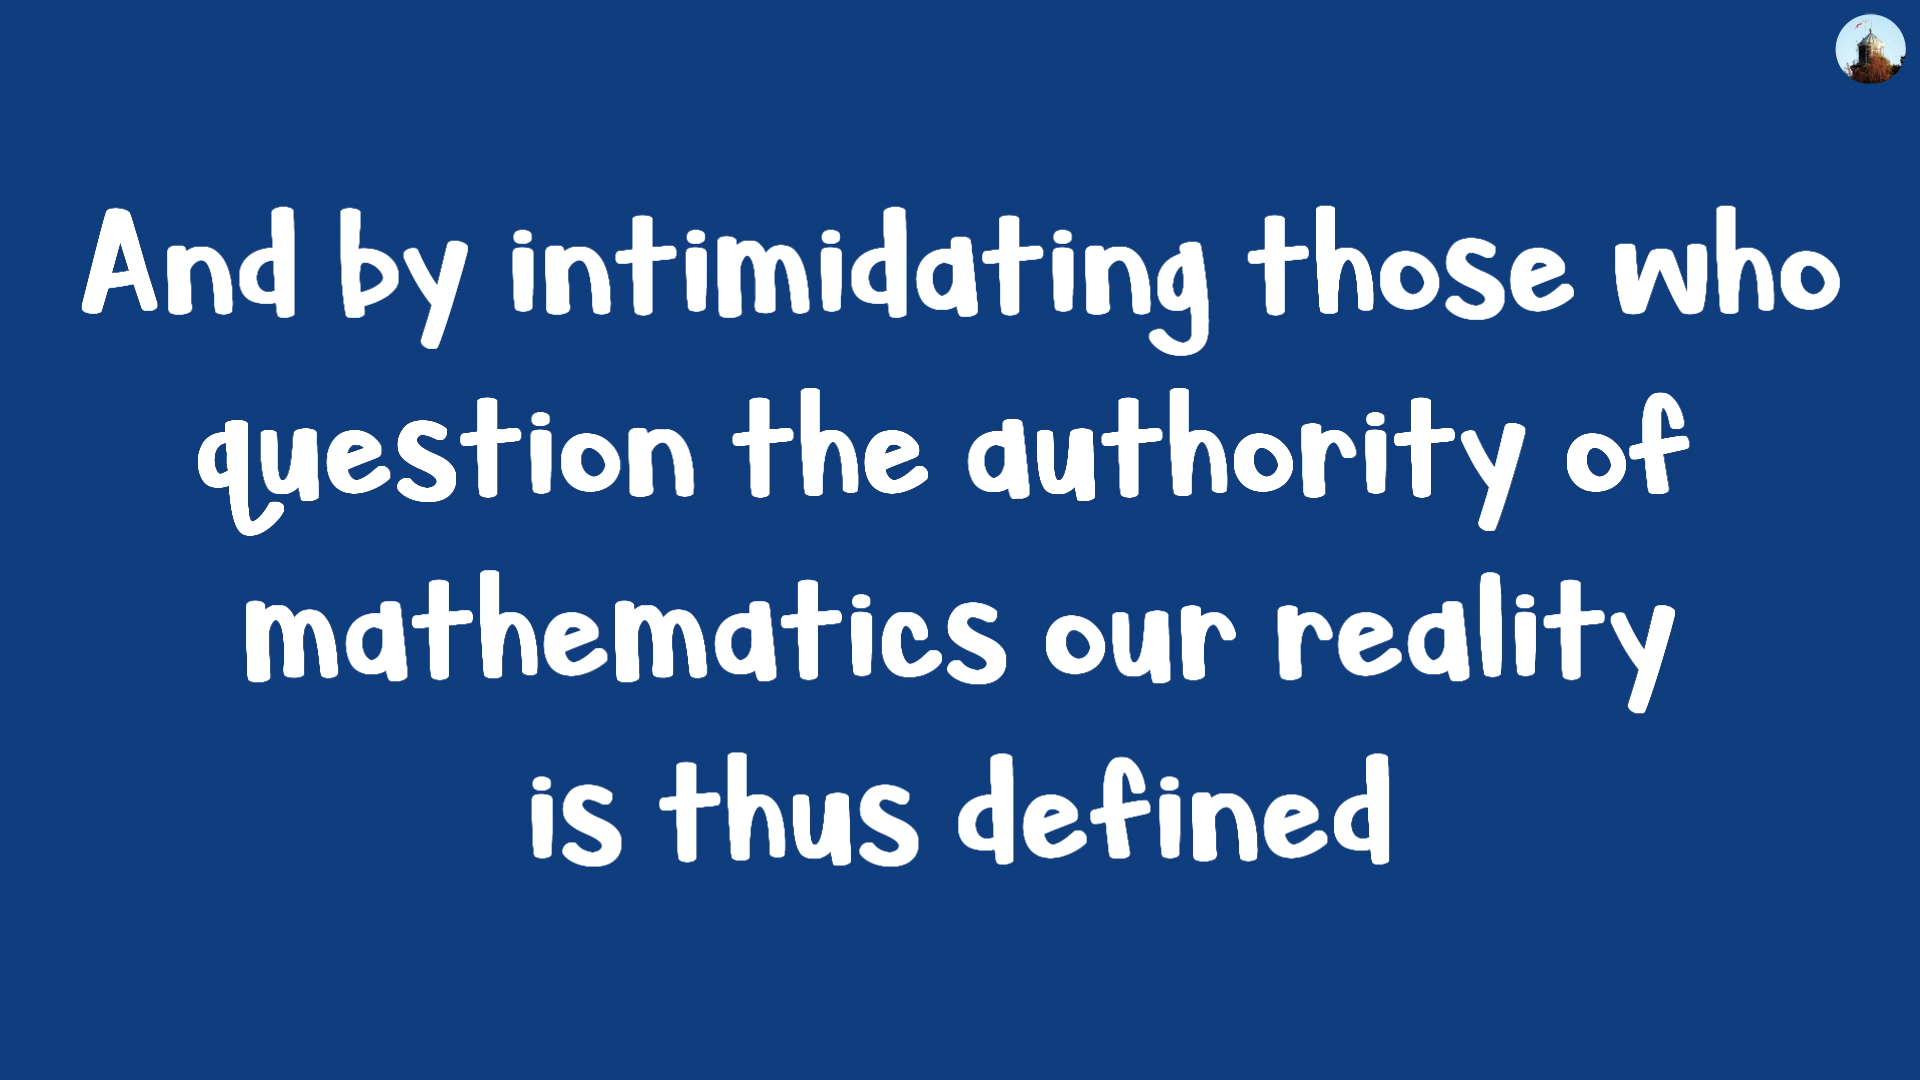 And by intimidating those who
question the authority of
mathematics our reality
is thus defined